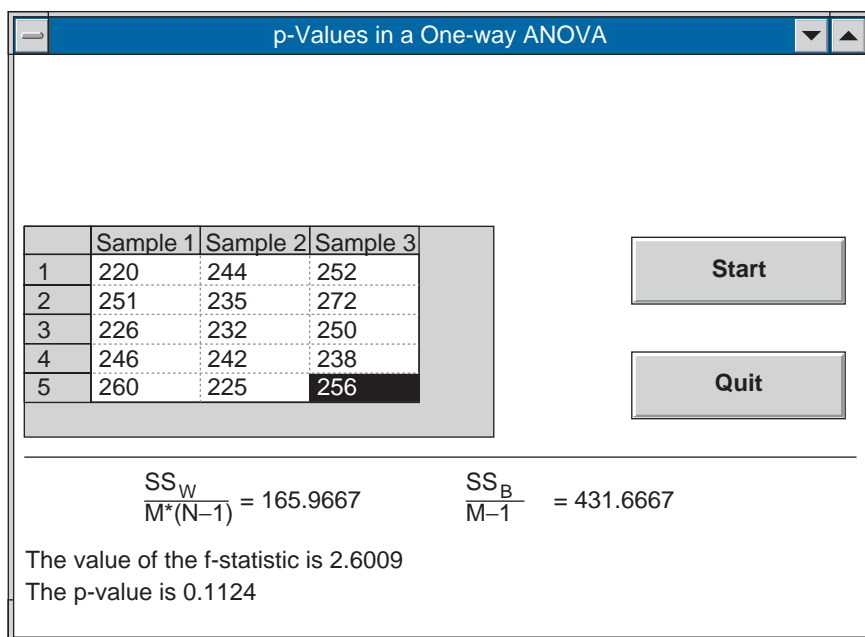 p-Values in a One-way ANOVA
Sample 1 Sample 2 Sample 3
1 220 244 252
2 251 235 272
3 226 232 250
4 246 242 238
5 260 225 256
Start
Quit
SS_W / M*(N−1) = 165.9667
SS_B / M−1 = 431.6667
The value of the f-statistic is 2.6009
The p-value is 0.1124